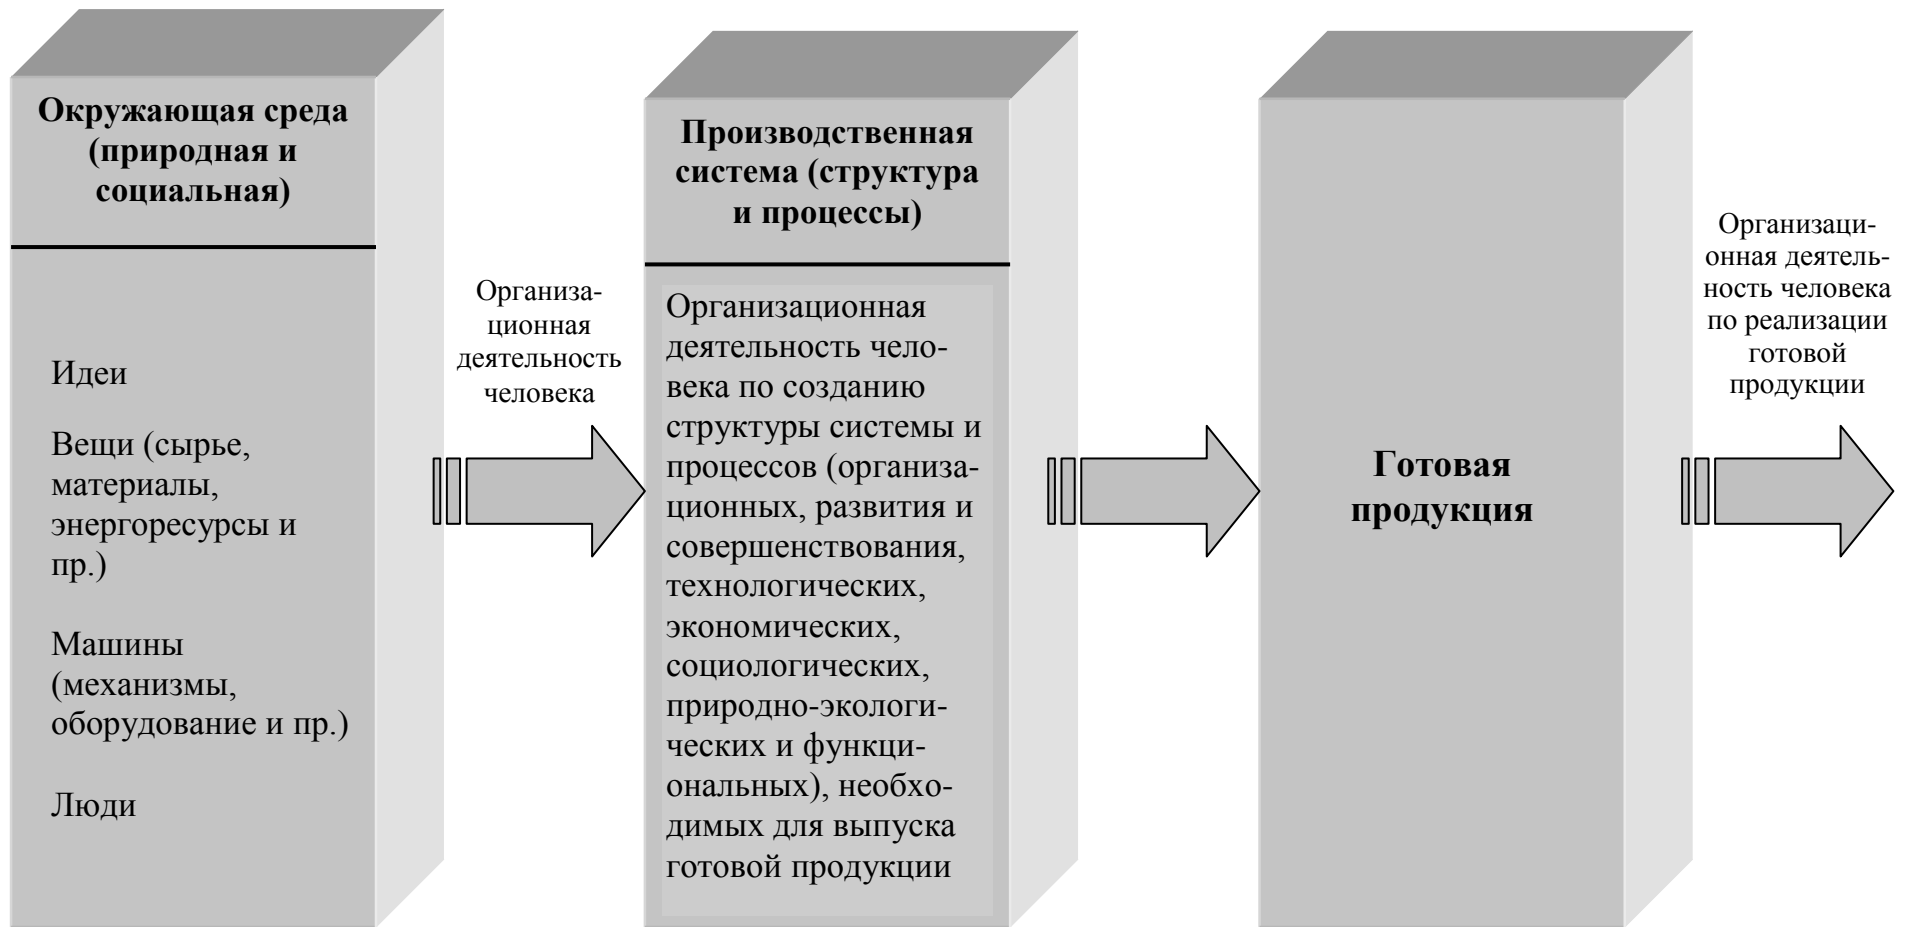 Окружающая среда
(природная и
социальная)
Идеи
Вещи (сырье,
материалы,
энергоресурсы и
пр.)
Машины
(механизмы,
оборудование и пр.)
Люди
Организа-
ционная
деятельность
человека
Производственная
система (структура
и процессы)
Организационная
деятельность чело-
века по созданию
структуры системы и
процессов (организа-
ционных, развития и
совершенствования,
технологических,
экономических,
социологических,
природно-экологи-
ческих и функци-
ональных), необхо-
димых для выпуска
готовой продукции
Готовая
продукция
Организаци-
онная деятель-
ность человека
по реализации
готовой
продукции